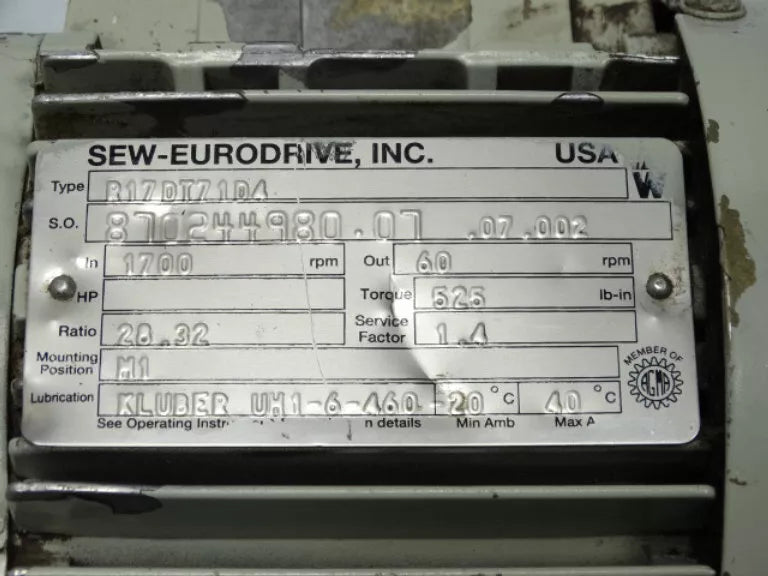 SEW-EURODRIVE, INC. USA
Type R17DT71D4 W
S.O. 870244980.07 .07.002
In 1700 rpm Out 60 rpm
HP Torque 525 lb-in
Ratio 28.32 Service Factor 1.4
Mounting Position M1
Lubrication KLUBER UH1-6-460 -20 °C 40 °C
See Operating details Min Amb Max
MEMBER OF
AGMA